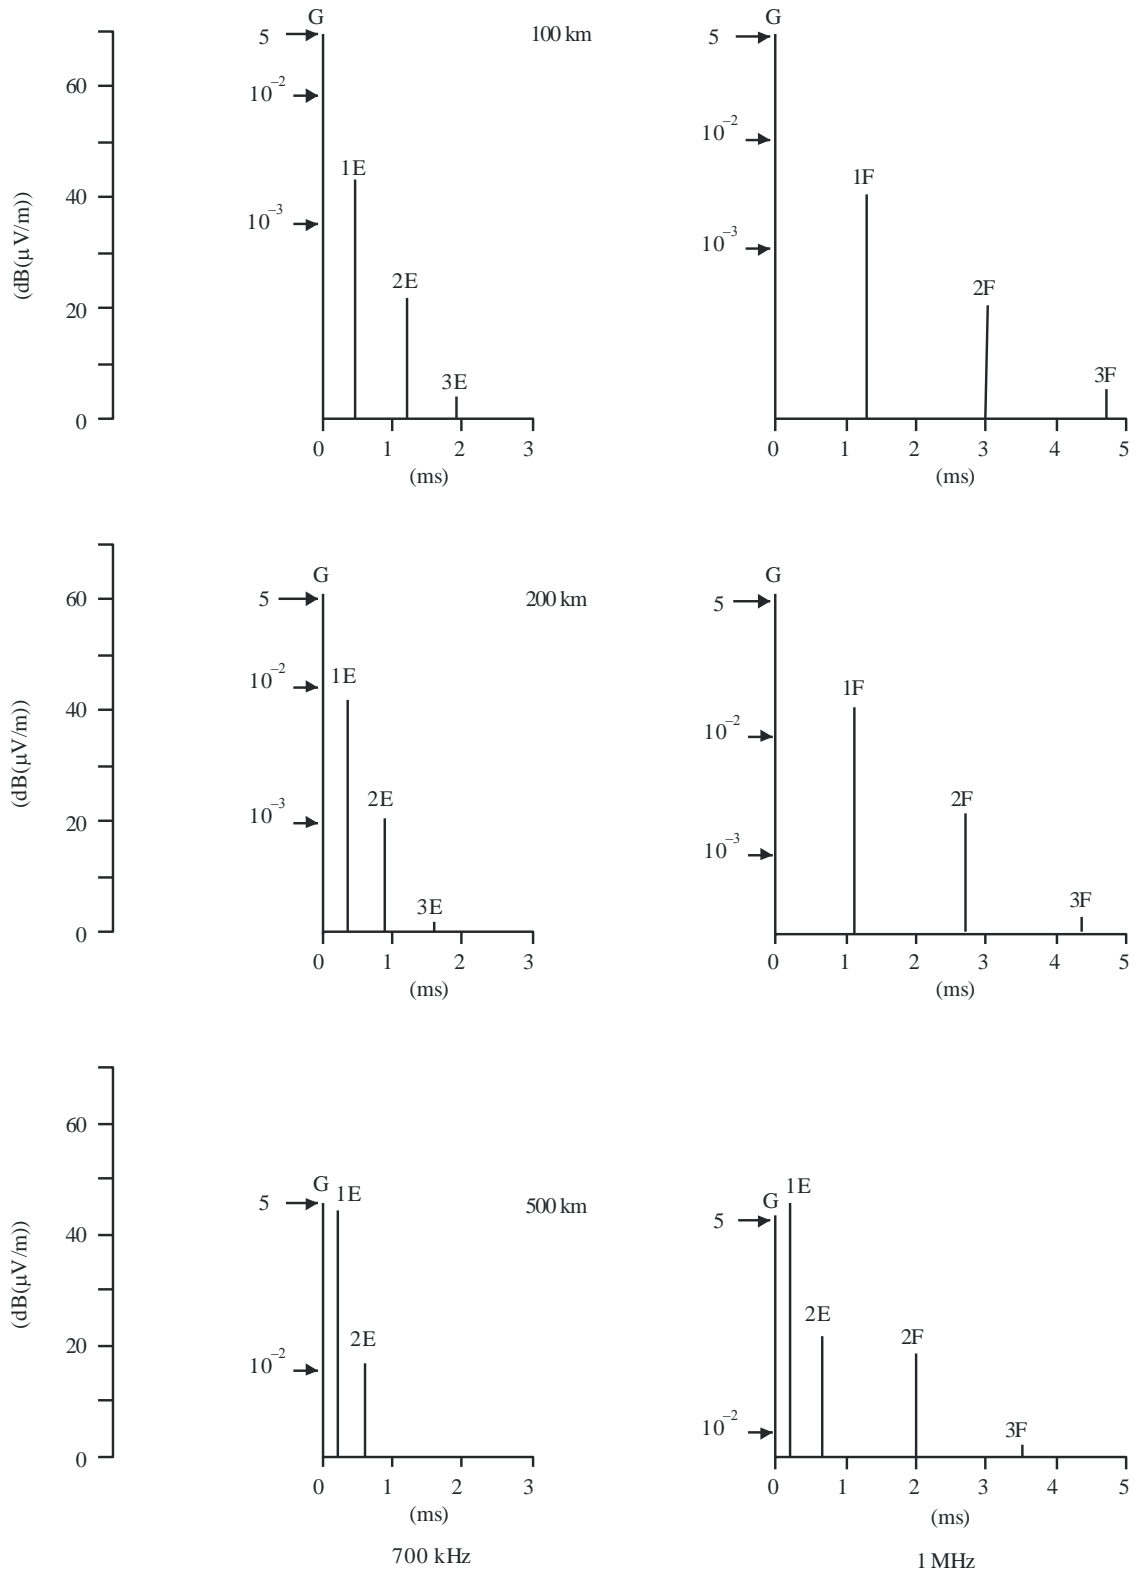 G
5
100 km
G
5
60
10⁻²
10⁻²
1E
1F
40
10⁻³
10⁻³
(dB(µV/m))
2E
2F
20
3E
3F
0
0 1 2 3
0 1 2 3 4 5
(ms)
(ms)
G
G
60
5
200 km
5
10⁻²
1E
1F
40
10⁻²
(dB(µV/m))
10⁻³
2E
2F
20
10⁻³
3E
3F
0
0 1 2 3
0 1 2 3 4 5
(ms)
(ms)
60
G
1E
1E
G
5
500 km
5
40
(dB(µV/m))
2E
2E
2F
20
10⁻²
10⁻²
3F
0
0 1 2 3
0 1 2 3 4 5
(ms)
(ms)
700 kHz
1 MHz